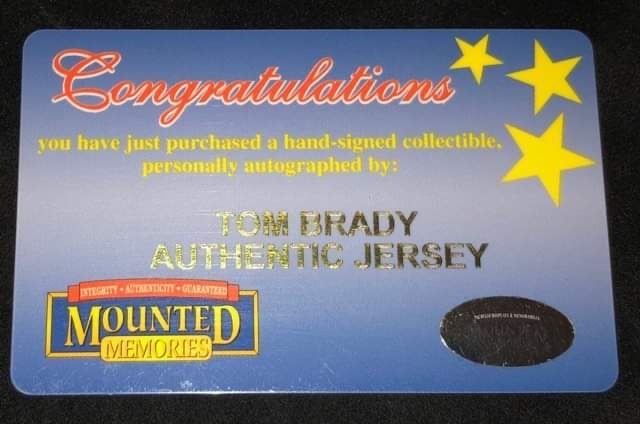 Congratulations
you have just purchased a hand-signed collectible,
personally autographed by:
TOM BRADY
AUTHENTIC JERSEY
INTEGRITY • AUTHENTICITY • GUARANTEED
MOUNTED
MEMORIES